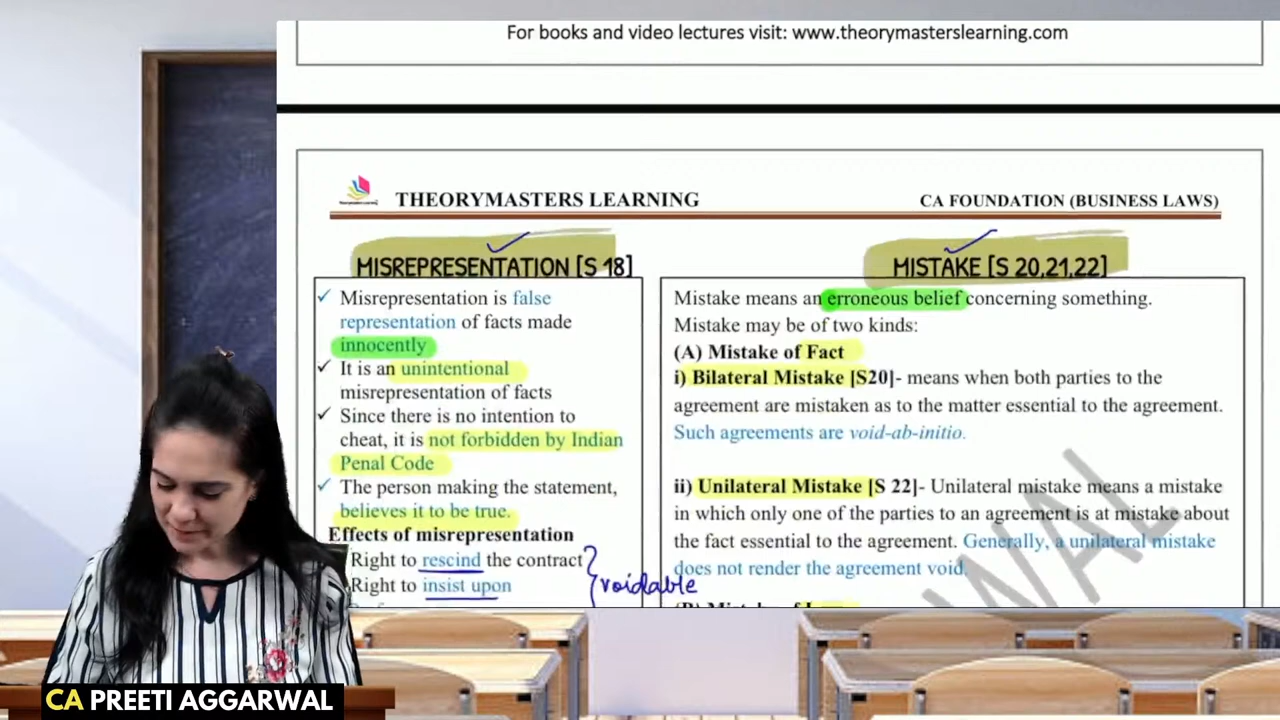 For books and video lectures visit: www.theorymasterslearning.com
THEORYMASTERS LEARNING
CA FOUNDATION (BUSINESS LAWS)
MISREPRESENTATION [S 18]
✓ Misrepresentation is false
representation of facts made
innocently
✓ It is an unintentional
misrepresentation of facts
✓ Since there is no intention to
cheat, it is not forbidden by Indian
Penal Code
✓ The person making the statement,
believes it to be true.
Effects of misrepresentation
Right to rescind the contract
Right to insist upon
voidable
MISTAKE [S 20,21,22]
Mistake means an erroneous belief concerning something.
Mistake may be of two kinds:
(A) Mistake of Fact
i) Bilateral Mistake [S20]- means when both parties to the
agreement are mistaken as to the matter essential to the agreement.
Such agreements are void-ab-initio.
ii) Unilateral Mistake [S 22]- Unilateral mistake means a mistake
in which only one of the parties to an agreement is at mistake about
the fact essential to the agreement. Generally, a unilateral mistake
does not render the agreement void.
WAL
CA PREETI AGGARWAL